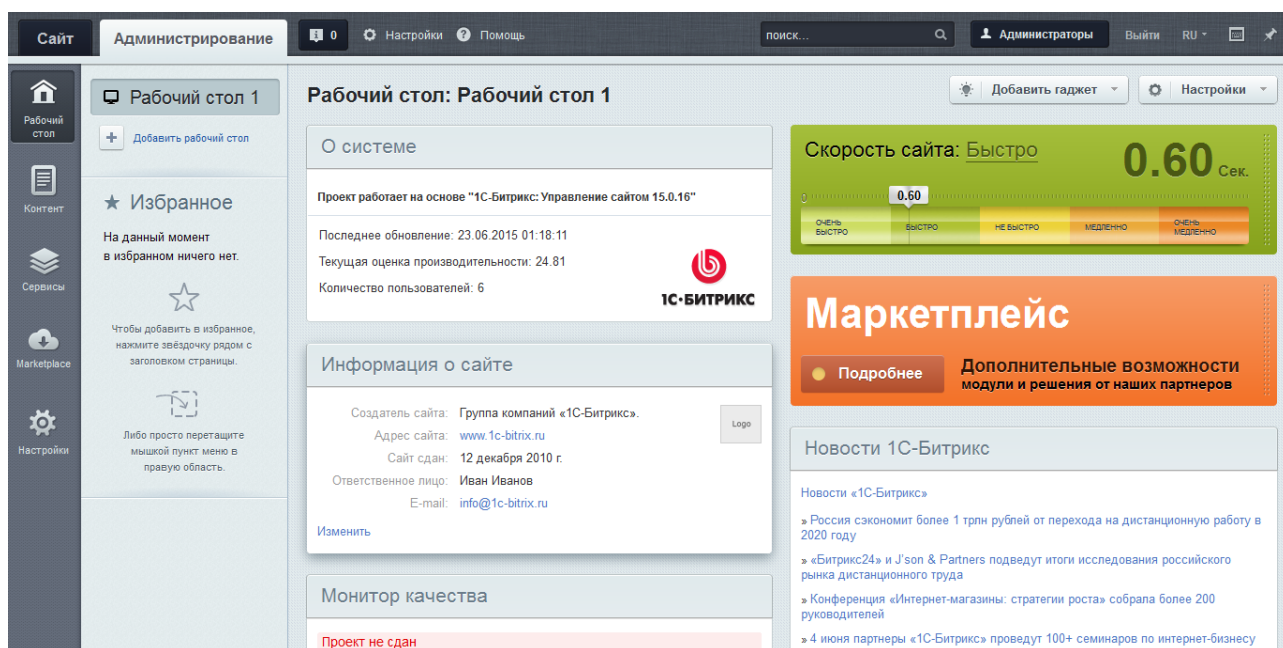 Сайт
Администрирование
0
Настройки
Помощь
поиск...
Администраторы
Выйти
RU
Рабочий стол
Контент
Сервисы
Marketplace
Настройки
Рабочий стол 1
Добавить рабочий стол
Избранное
На данный момент
в избранном ничего нет.
Чтобы добавить в избранное,
нажмите звёздочку рядом с
заголовком страницы.
Либо просто перетащите
мышкой пункт меню в
правую область.
Рабочий стол: Рабочий стол 1
Добавить гаджет
Настройки
О системе
Проект работает на основе "1С-Битрикс: Управление сайтом 15.0.16"
Последнее обновление: 23.06.2015 01:18:11
Текущая оценка производительности: 24.81
Количество пользователей: 6
1С·БИТРИКС
Информация о сайте
Создатель сайта: Группа компаний «1С-Битрикс».
Адрес сайта: www.1c-bitrix.ru
Сайт сдан: 12 декабря 2010 г.
Ответственное лицо: Иван Иванов
E-mail: info@1c-bitrix.ru
Logo
Изменить
Монитор качества
Проект не сдан
Скорость сайта: Быстро
0.60 Сек.
0
0.60
ОЧЕНЬ
БЫСТРО
БЫСТРО
НЕ БЫСТРО
МЕДЛЕННО
ОЧЕНЬ
МЕДЛЕННО
Маркетплейс
Подробнее
Дополнительные возможности
модули и решения от наших партнеров
Новости 1С-Битрикс
Новости «1С-Битрикс»
» Россия сэкономит более 1 трлн рублей от перехода на дистанционную работу в
2020 году
» «Битрикс24» и J'son & Partners подведут итоги исследования российского
рынка дистанционного труда
» Конференция «Интернет-магазины: стратегии роста» собрала более 200
руководителей
» 4 июня партнеры «1С-Битрикс» проведут 100+ семинаров по интернет-бизнесу